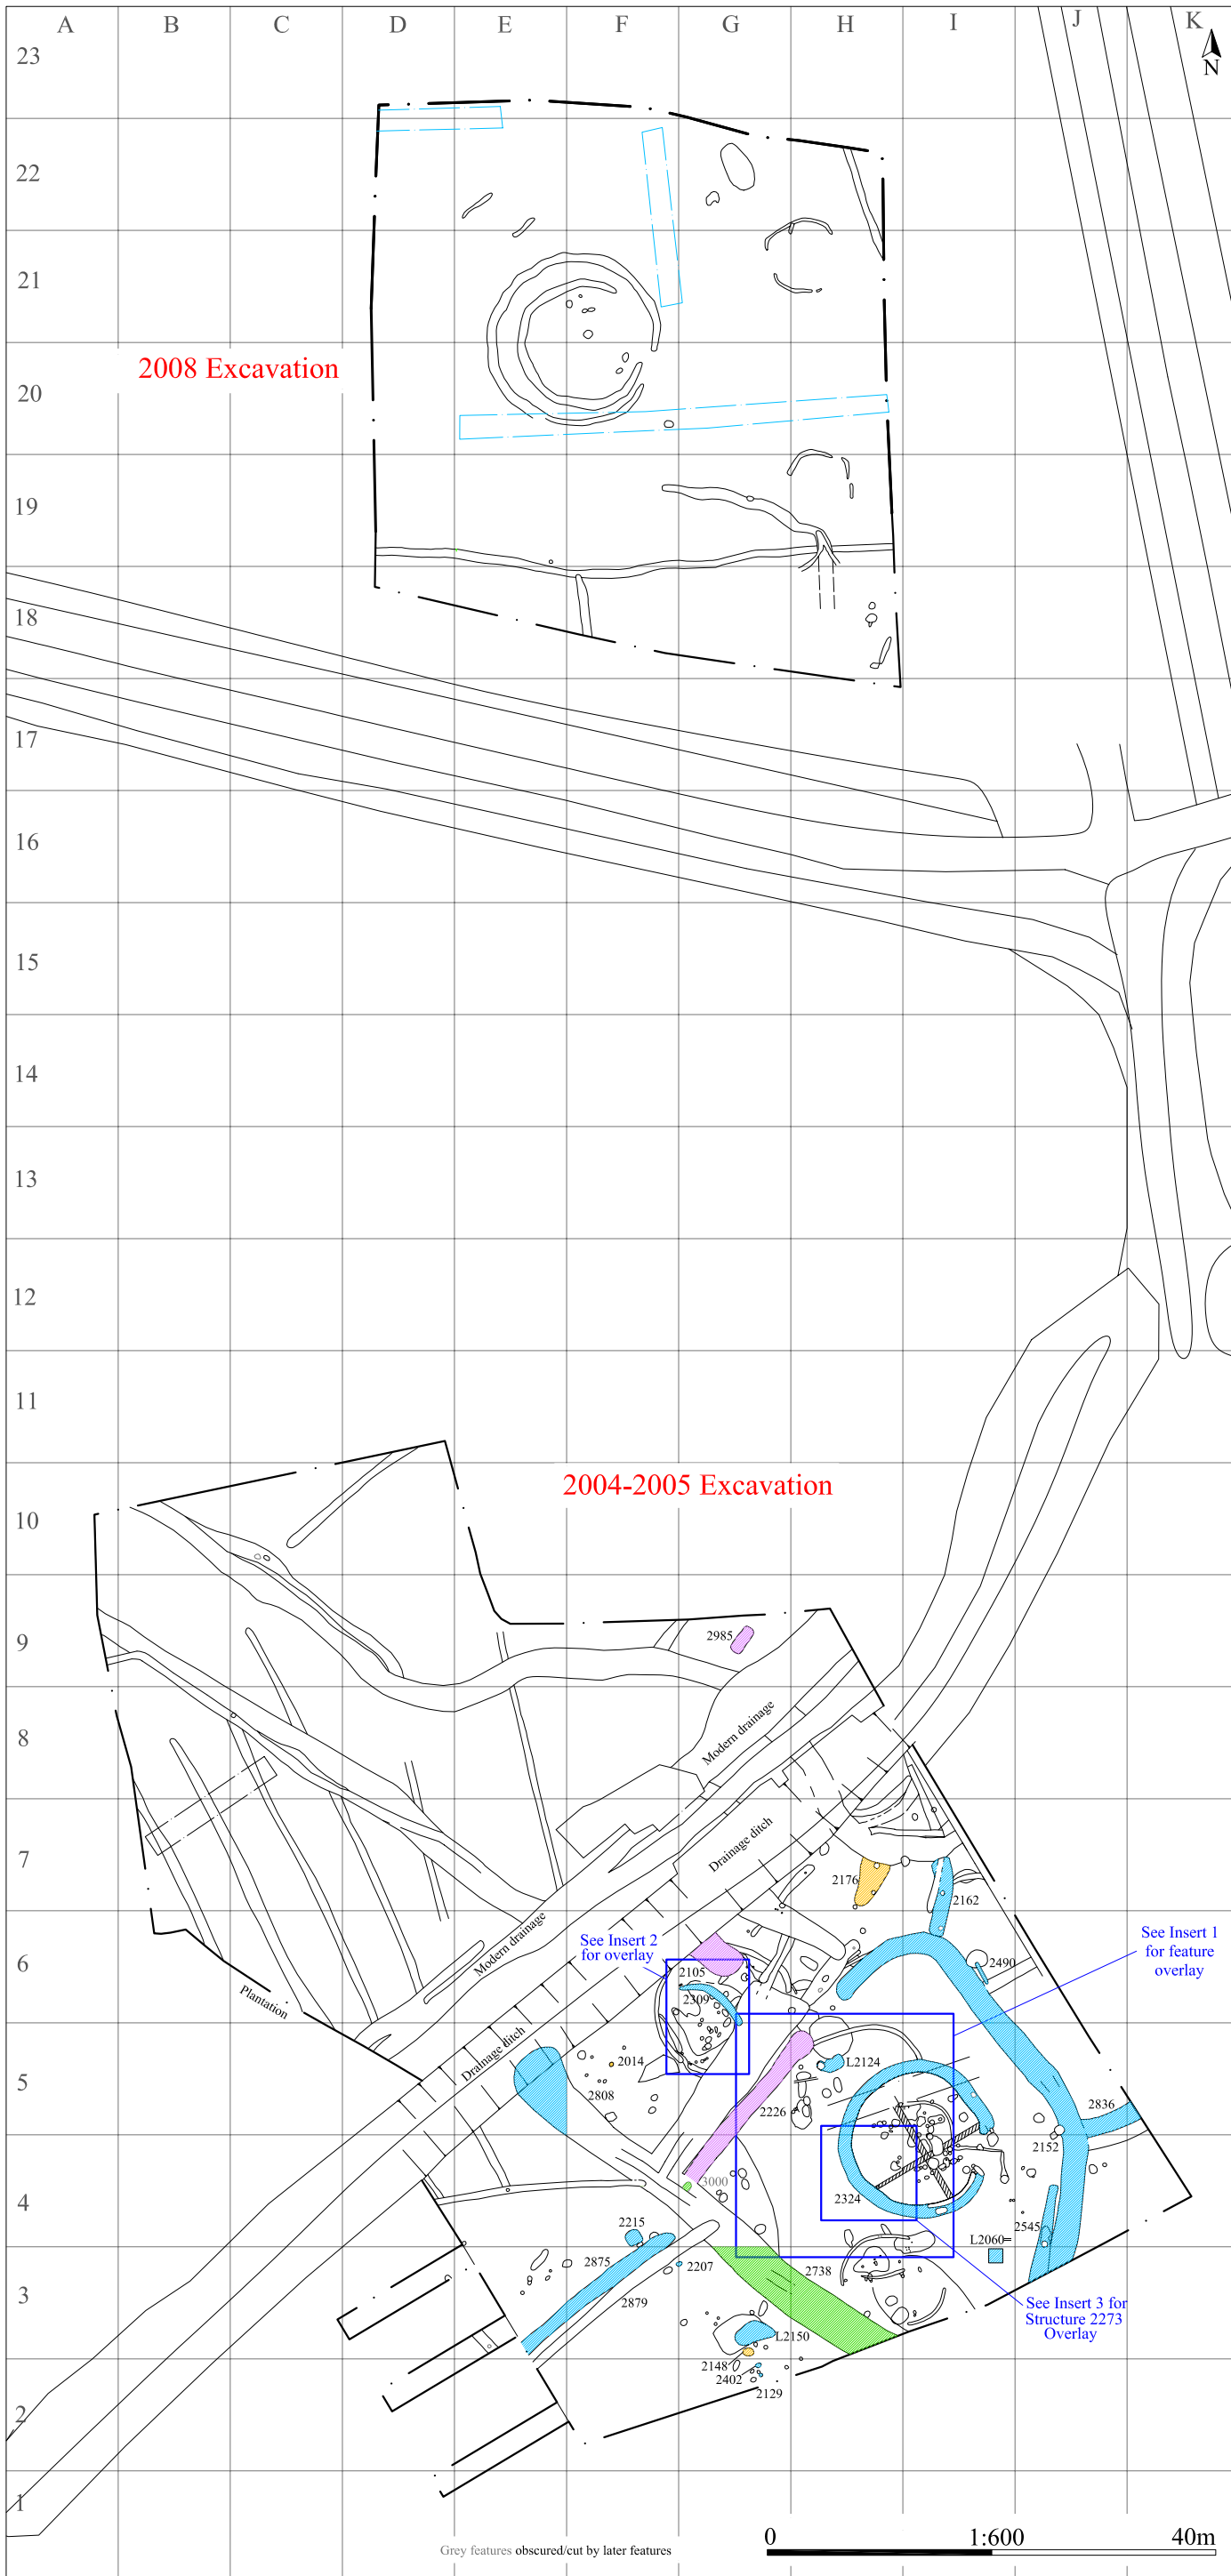 A B C D E F G H I J K
N
23
22
21
2008 Excavation
20
19
18
17
16
15
14
13
12
11
2004-2005 Excavation
10
9
2985
8
Modern drainage
7
Drainage ditch
2176
2162
6
Modern drainage
See Insert 2
for overlay
See Insert 1
for feature
overlay
2105
2309
2490
Plantation
5
Drainage ditch
2014
L2124
2808
2226
2836
2152
4
3000
2324
2215
2545
L2060=
3
2875
2207
2738
2879
See Insert 3 for
Structure 2273
Overlay
L2150
2148
2402
2129
2
1
Grey features obscured/cut by later features
0 1:600 40m